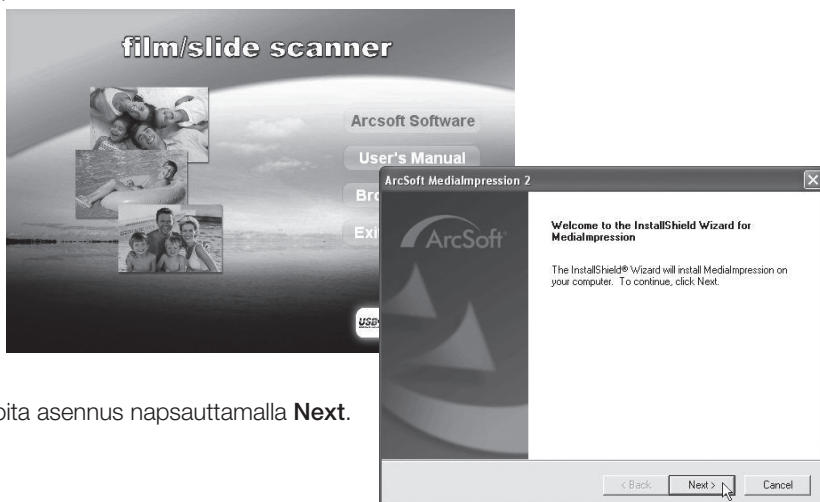 film/slide scanner
Arcsoft Software
User's Manual
USB
ArcSoft MediaImpression 2
ArcSoft
Welcome to the InstallShield Wizard for
MediaImpression
The InstallShield® Wizard will install MediaImpression on
your computer. To continue, click Next.
asennus napsauttamalla Next.
< Back
Next >
Cancel